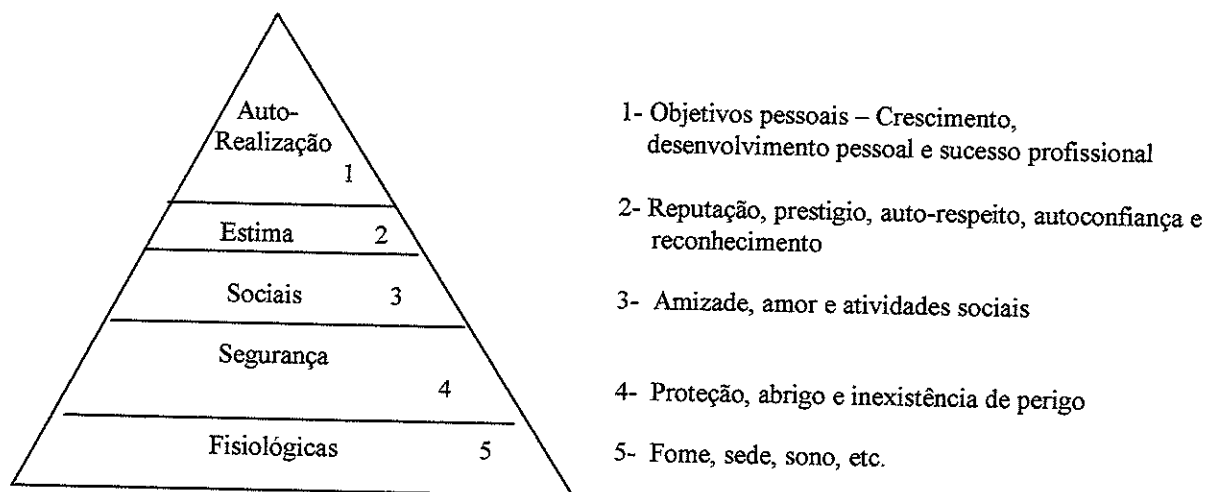 Auto-
Realização
1
Estima 2
Sociais 3
Segurança
4
Fisiológicas 5
1- Objetivos pessoais – Crescimento,
desenvolvimento pessoal e sucesso profissional
2- Reputação, prestigio, auto-respeito, autoconfiança e
reconhecimento
3- Amizade, amor e atividades sociais
4- Proteção, abrigo e inexistência de perigo
5- Fome, sede, sono, etc.